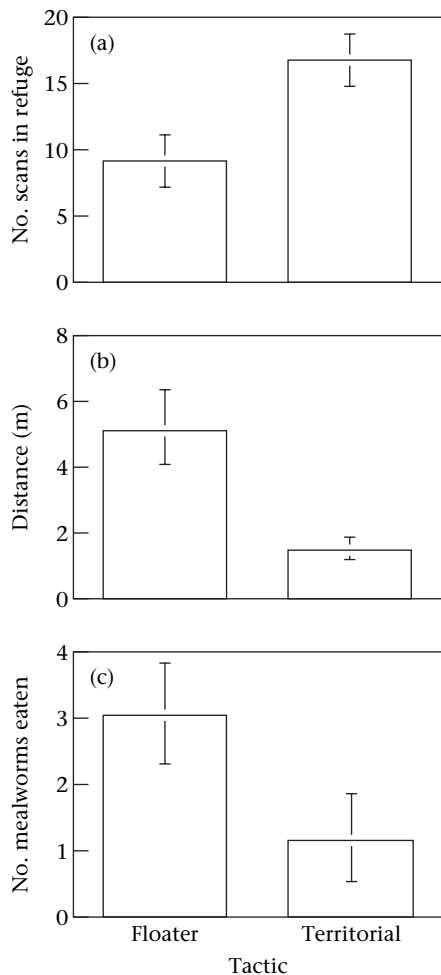 (a)
No. scans in refuge
20
15
10
5
0
(b)
Distance (m)
8
6
4
2
0
(c)
No. mealworms eaten
4
3
2
1
0
Floater Territorial
Tactic